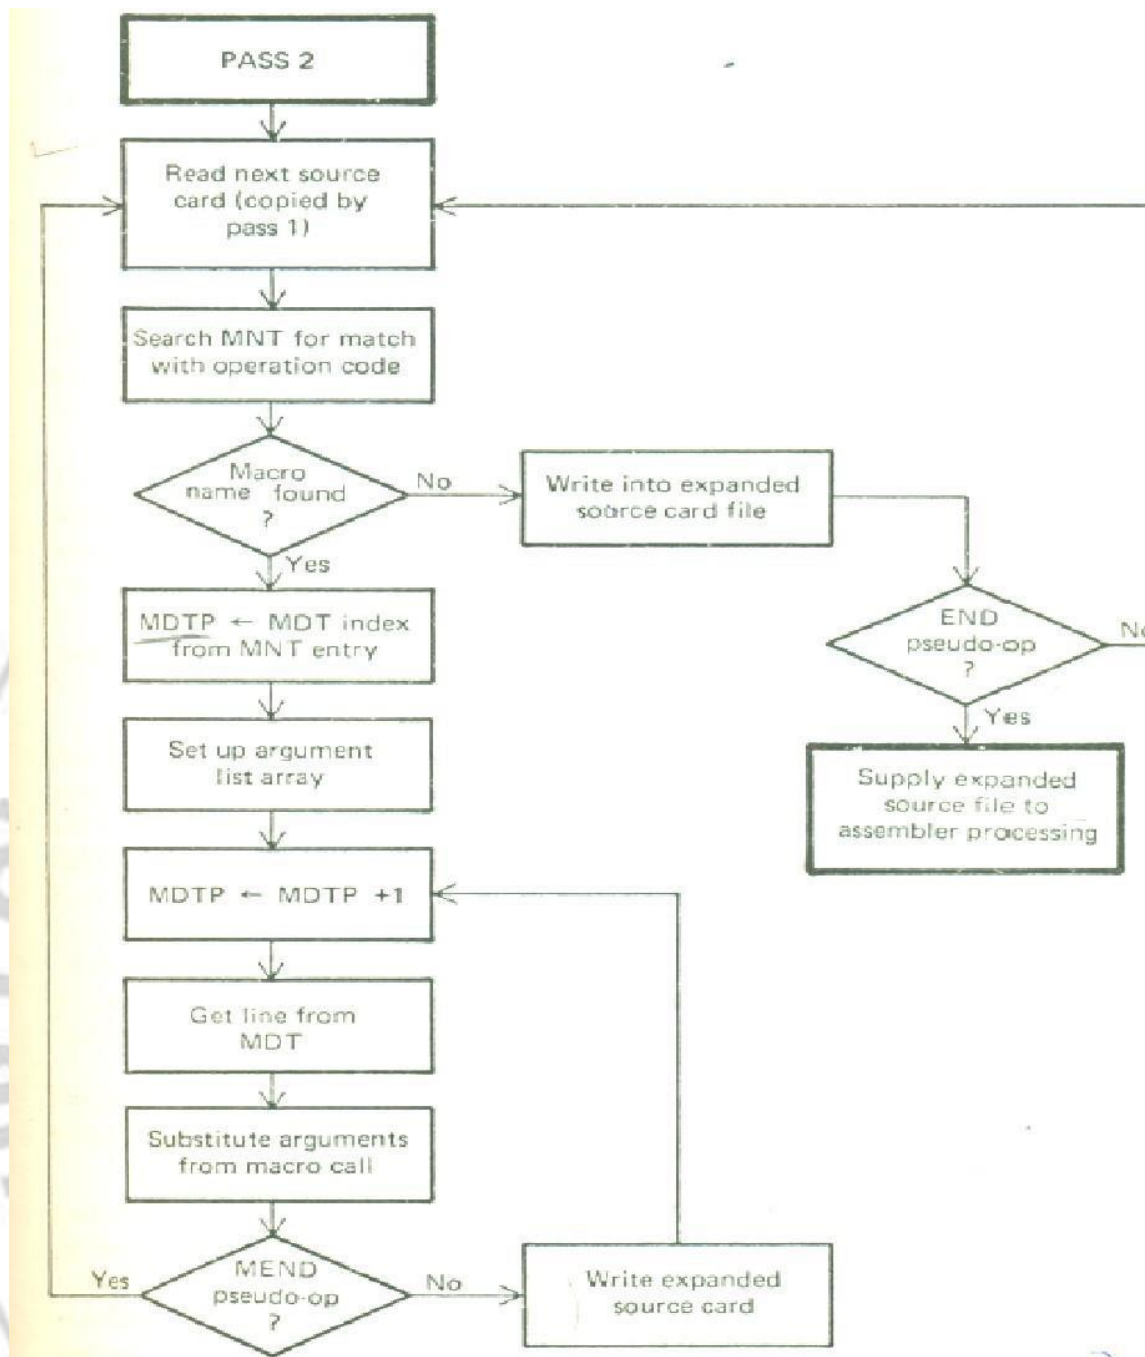 PASS 2
Read next source
card (copied by
pass 1)
Search MNT for match
with operation code
Macro
name found
?
No
Yes
Write into expanded
source card file
MDTP ← MDT index
from MNT entry
END
pseudo-op
?
No
Yes
Set up argument
list array
Supply expanded
source file to
assembler processing
MDTP ← MDTP +1
Get line from
MDT
Substitute arguments
from macro call
MEND
pseudo-op
?
Yes
No
Write expanded
source card